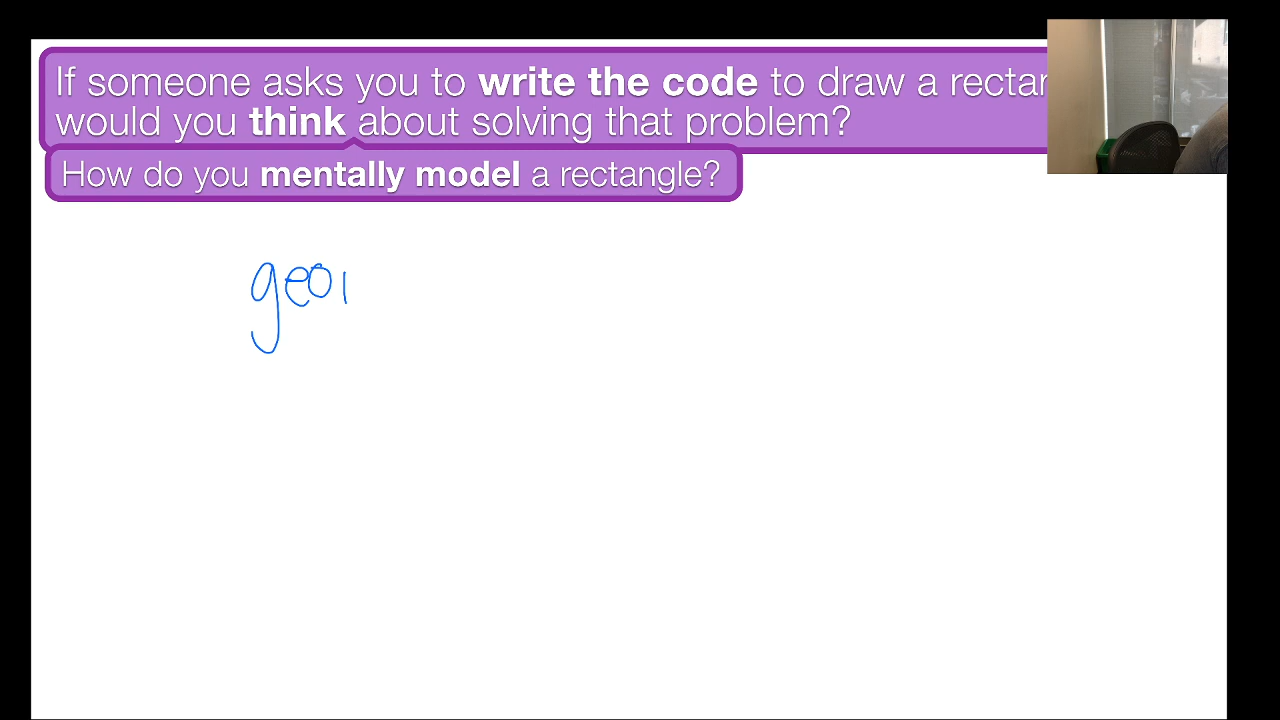 If someone asks you to write the code to draw a rectan
would you think about solving that problem?
How do you mentally model a rectangle?
geo